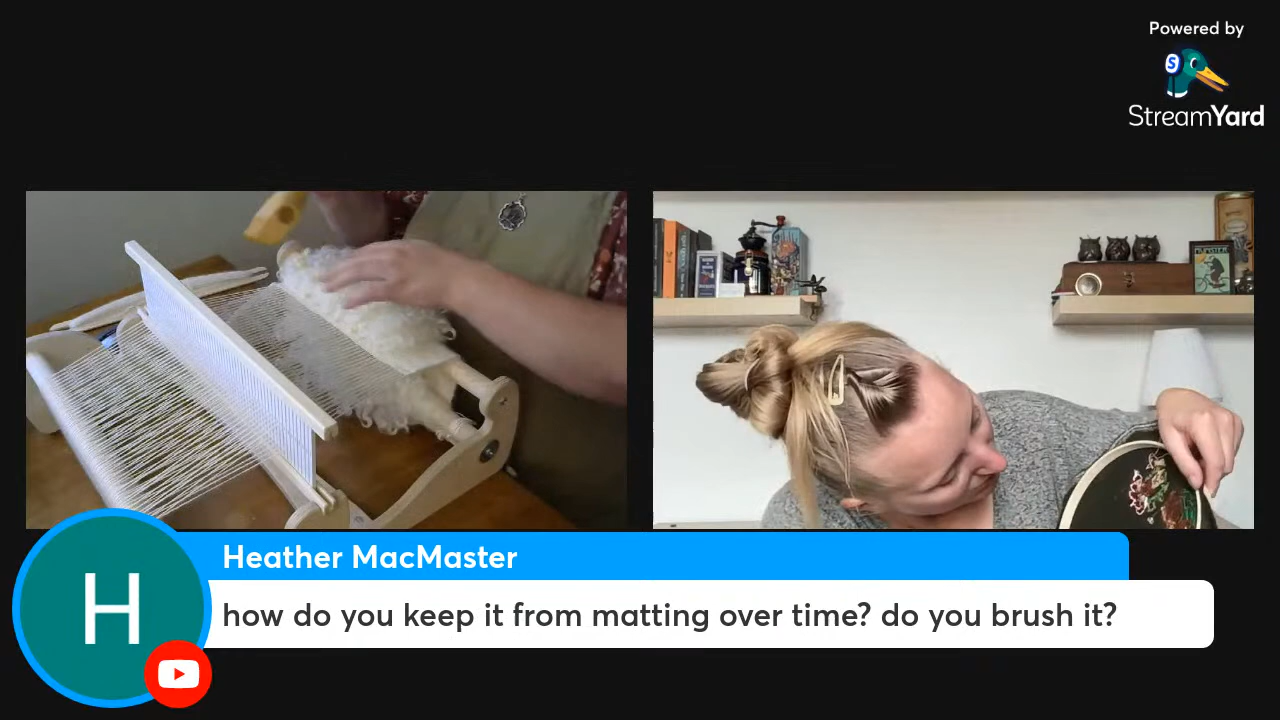 Powered by
S
StreamYard
Heather MacMaster
H
how do you keep it from matting over time? do you brush it?